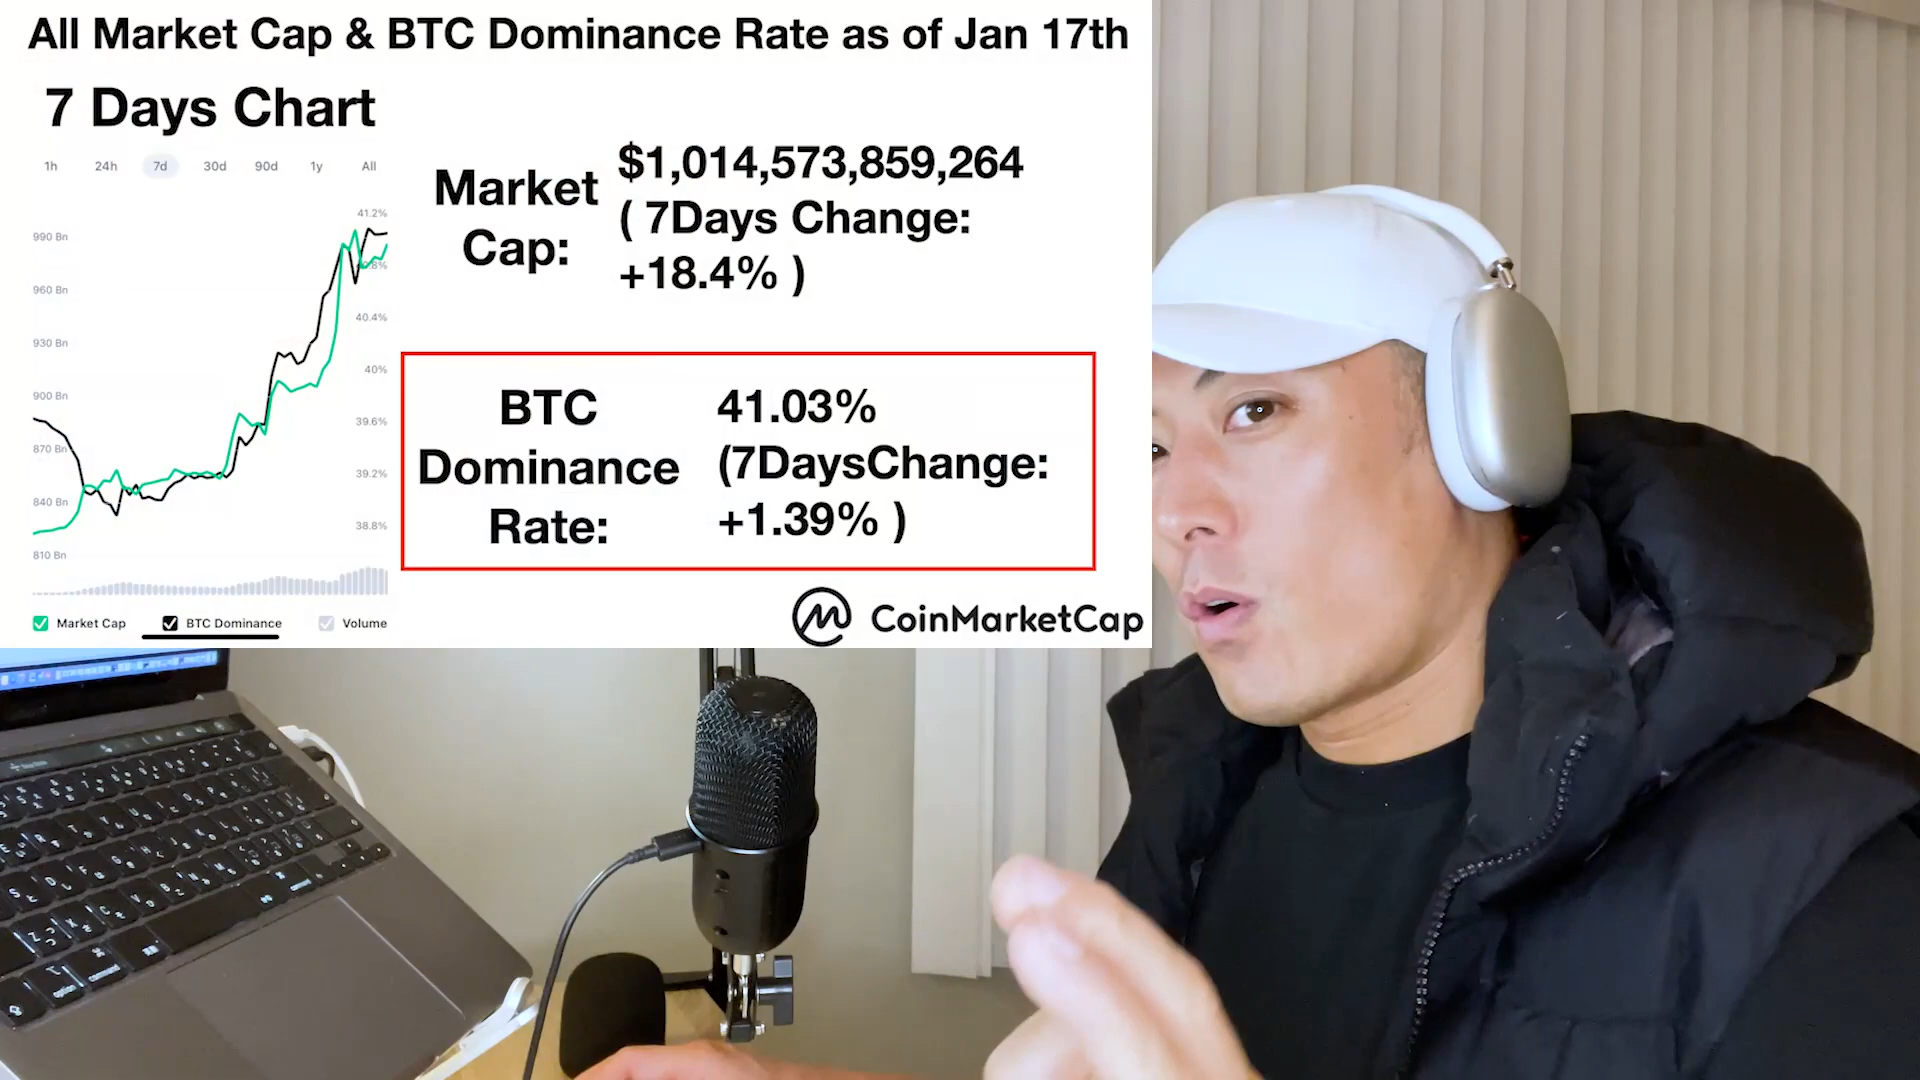 All Market Cap & BTC Dominance Rate as of Jan 17th
7 Days Chart
1h 24h 7d 30d 90d 1y All
41.2%
990 Bn
960 Bn
40.4%
930 Bn
40%
900 Bn
39.6%
870 Bn
39.2%
840 Bn
38.8%
810 Bn
Market Cap BTC Dominance Volume
Market
Cap:
$1,014,573,859,264
( 7Days Change:
+18.4% )
BTC
Dominance
Rate:
41.03%
(7DaysChange:
+1.39% )
CoinMarketCap